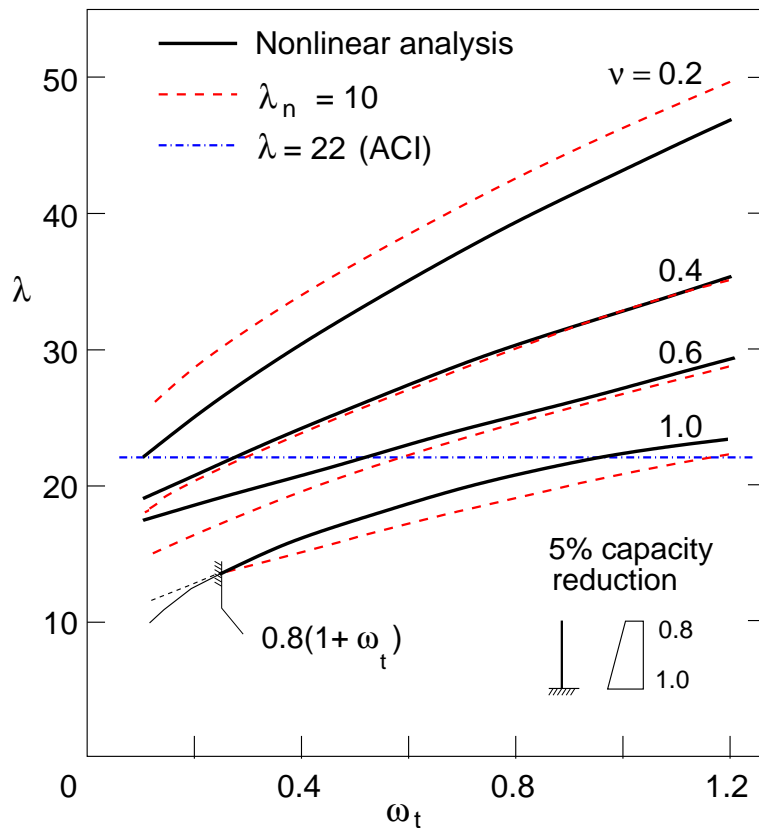 Nonlinear analysis
λn = 10
λ = 22 (ACI)
ν = 0.2
0.4
0.6
1.0
50
40
30
20
10
0
λ
0.8(1+ ωt)
5% capacity
reduction
0.8
1.0
0.4
0.8
1.2
ωt